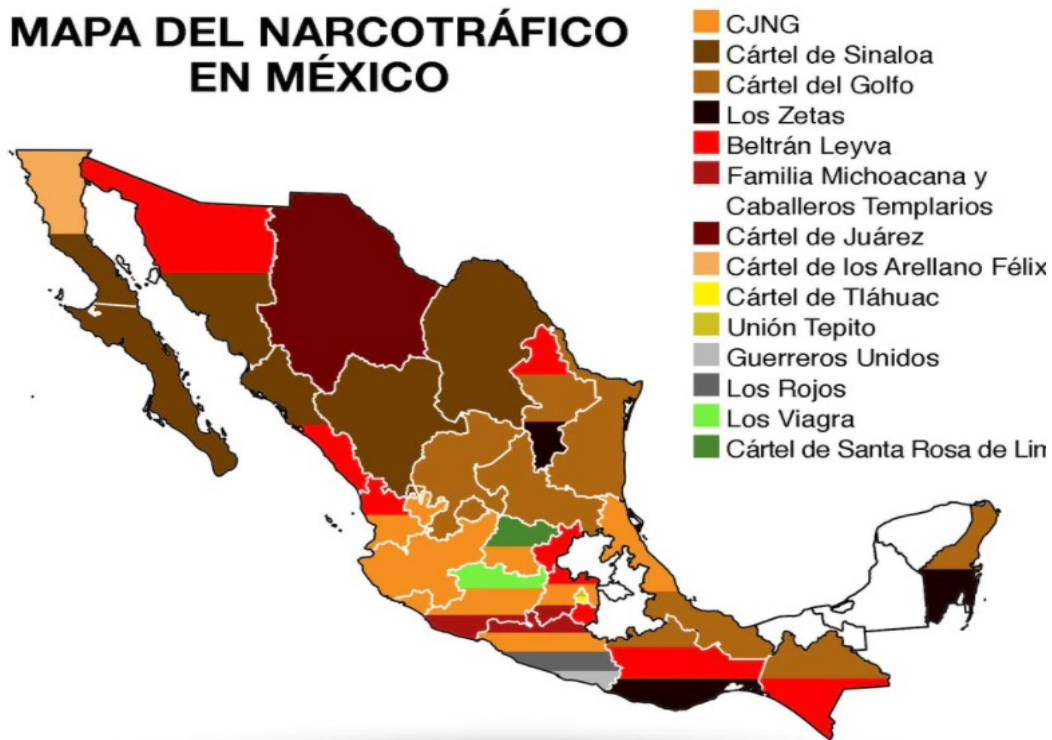 MAPA DEL NARCOTRÁFICO
EN MÉXICO
CJNG
Cártel de Sinaloa
Cártel del Golfo
Los Zetas
Beltrán Leyva
Familia Michoacana y
Caballeros Templarios
Cártel de Juárez
Cártel de los Arellano Félix
Cártel de Tláhuac
Unión Tepito
Guerreros Unidos
Los Rojos
Los Viagra
Cártel de Santa Rosa de Lim